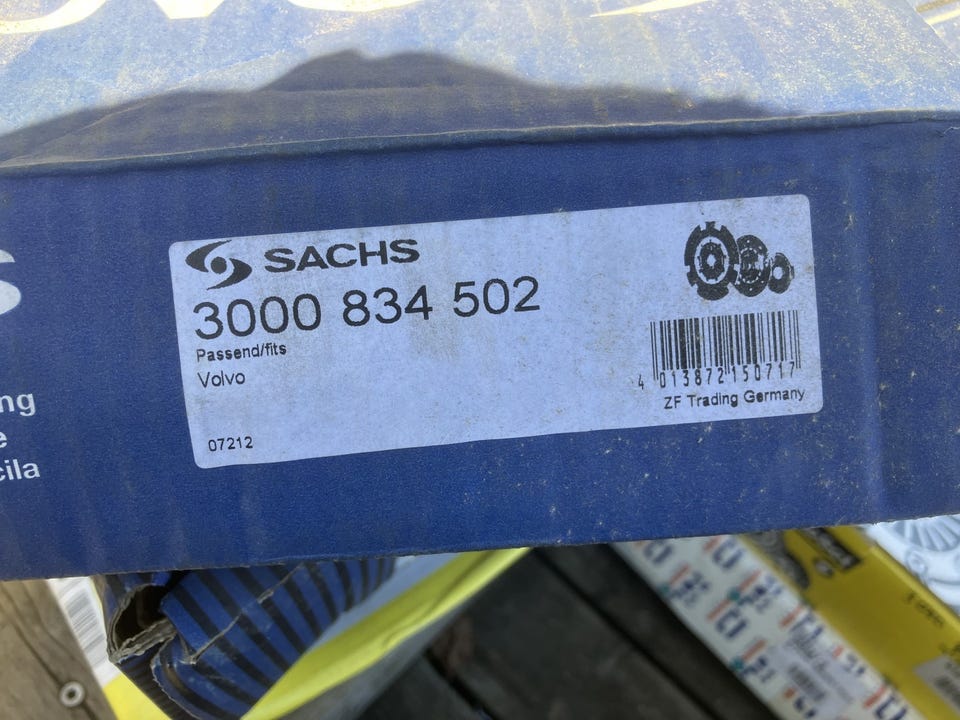 SACHS
3000 834 502
Passend/fits
Volvo
07212
4 013872 150717
ZF Trading Germany
S
ng
e
cila